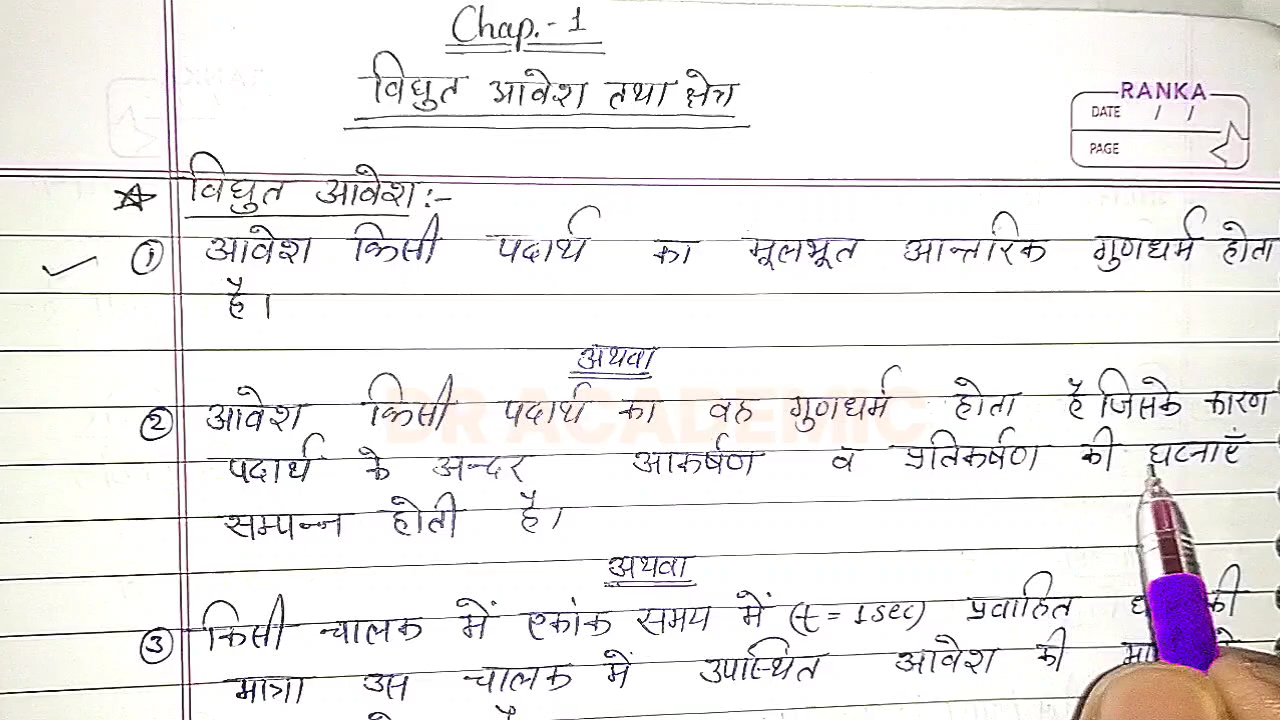 Chap.- 1
विद्युत आवेश तथा क्षेत्र
RANKA
DATE / /
PAGE
विद्युत आवेश:-
① आवेश किसी पदार्थ का मूलभूत आन्तरिक गुणधर्म होता
है।
अथवा
② आवेश किसी पदार्थ का वह गुणधर्म होता है जिसके कारण
पदार्थ के अन्दर आकर्षण व प्रतिकर्षण की घटनाएँ
सम्पन्न होती है।
DR ACADEMIC
अथवा
③ किसी चालक में एकांक समय में (t = 1sec) प्रवाहित की
मात्रा उस चालक में उपस्थित आवेश की